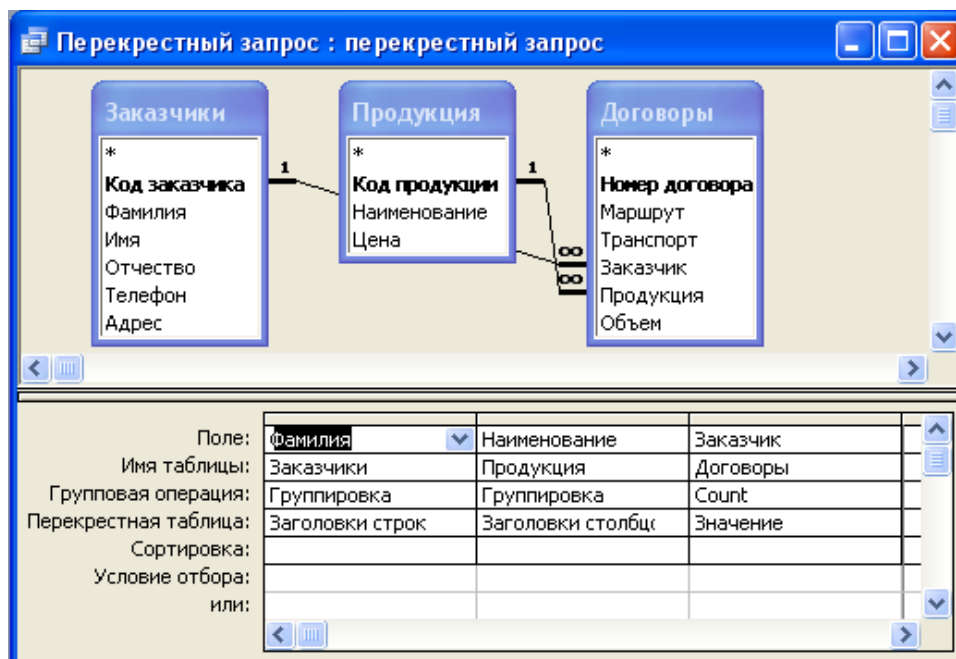 Перекрестный запрос : перекрестный запрос
Заказчики
*
Код заказчика
Фамилия
Имя
Отчество
Телефон
Адрес
1
Продукция
*
Код продукции
Наименование
Цена
1
Договоры
*
Номер договора
Маршрут
Транспорт
Заказчик
Продукция
Объем
∞
∞
Поле: Фамилия Наименование Заказчик
Имя таблицы: Заказчики Продукция Договоры
Групповая операция: Группировка Группировка Count
Перекрестная таблица: Заголовки строк Заголовки столбцо Значение
Сортировка:
Условие отбора:
или: